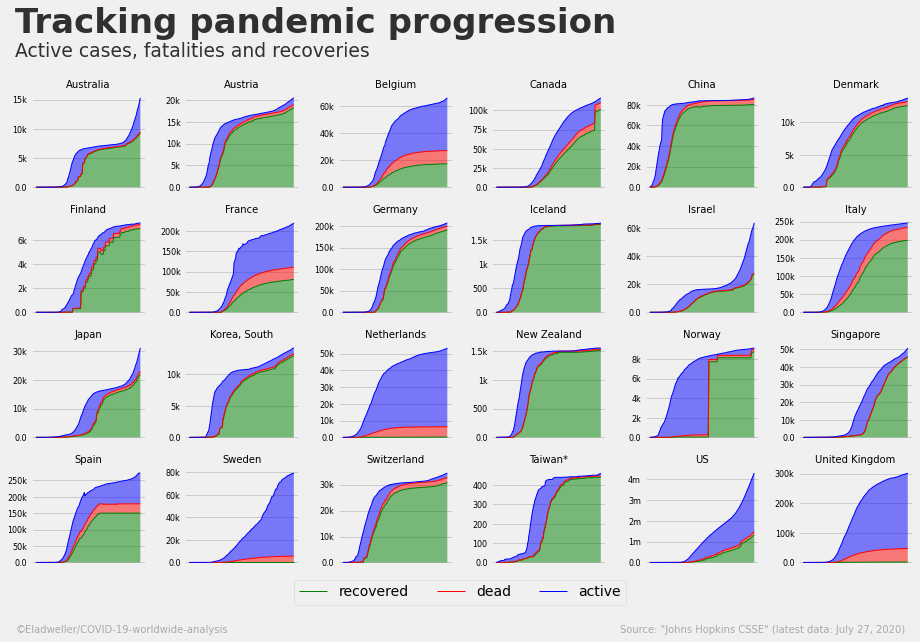 Tracking pandemic progression
Active cases, fatalities and recoveries
Australia Austria Belgium Canada China Denmark
15k 10k 5k 0.0
20k 15k 10k 5k 0.0
60k 40k 20k 0.0
100k 75k 50k 25k 0.0
80k 60k 40k 20k 0.0
10k 5k 0.0
Finland France Germany Iceland Israel Italy
6k 4k 2k 0.0
200k 150k 100k 50k 0.0
200k 150k 100k 50k 0.0
1.5k 1k 500 0.0
60k 40k 20k 0.0
250k 200k 150k 100k 50k 0.0
Japan Korea, South Netherlands New Zealand Norway Singapore
30k 20k 10k 0.0
10k 5k 0.0
50k 40k 30k 20k 10k 0.0
1.5k 1k 500 0.0
8k 6k 4k 2k 0.0
50k 40k 30k 20k 10k 0.0
Spain Sweden Switzerland Taiwan* US United Kingdom
250k 200k 150k 100k 50k 0.0
80k 60k 40k 20k 0.0
30k 20k 10k 0.0
400 300 200 100 0.0
4m 3m 2m 1m 0.0
300k 200k 100k 0.0
recovered dead active
©Eladweller/COVID-19-worldwide-analysis
Source: "Johns Hopkins CSSE" (latest data: July 27, 2020)